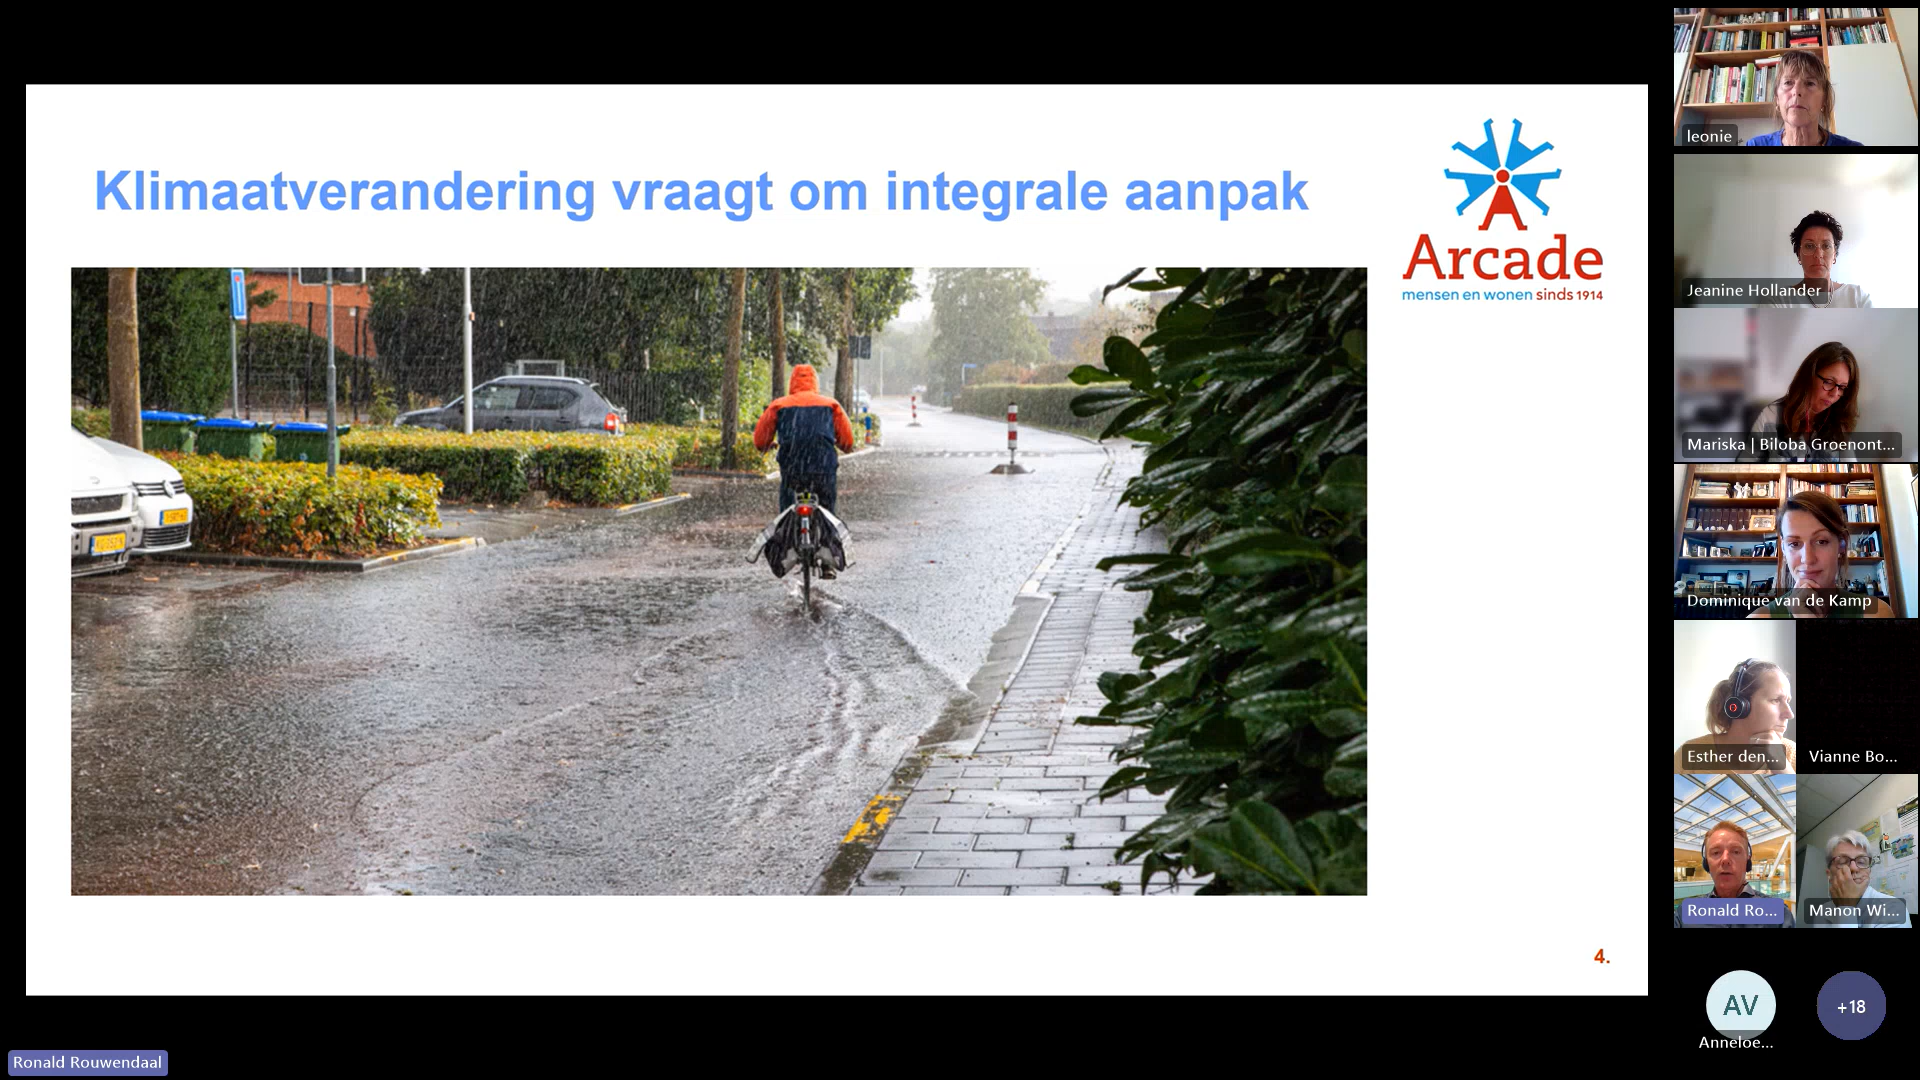 Klimaatverandering vraagt om integrale aanpak
Arcade
mensen en wonen sinds 1914
4.
Ronald Rouwendaal
leonie
Jeanine Hollander
Mariska | Biloba Groenont...
Dominique van de Kamp
Esther den...
Vianne Bo...
Ronald Ro...
Manon Wi...
AV
Anneloe...
+18